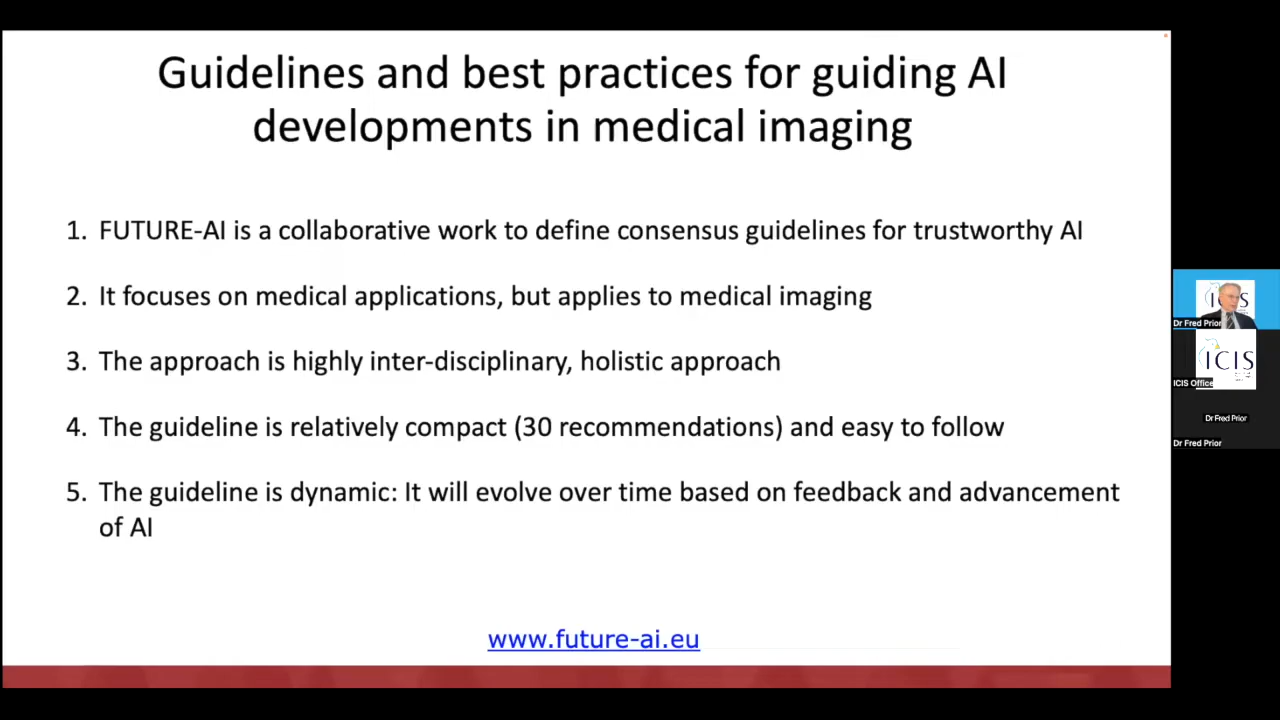 Guidelines and best practices for guiding AI
developments in medical imaging
1. FUTURE-AI is a collaborative work to define consensus guidelines for trustworthy AI
2. It focuses on medical applications, but applies to medical imaging
3. The approach is highly inter-disciplinary, holistic approach
4. The guideline is relatively compact (30 recommendations) and easy to follow
5. The guideline is dynamic: It will evolve over time based on feedback and advancement
of AI
www.future-ai.eu
ICIS
Dr Fred Prior
ICIS
ICIS Office
Dr Fred Prior
Dr Fred Prior